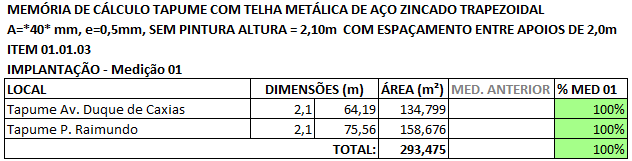 MEMÓRIA DE CÁLCULO TAPUME COM TELHA METÁLICA DE AÇO ZINCADO TRAPEZOIDAL
A=*40* mm, e=0,5mm, SEM PINTURA ALTURA = 2,10m COM ESPAÇAMENTO ENTRE APOIOS DE 2,0m
ITEM 01.01.03
IMPLANTAÇÃO - Medição 01
LOCAL DIMENSÕES (m) ÁREA (m²) MED. ANTERIOR % MED 01
Tapume Av. Duque de Caxias 2,1 64,19 134,799 100%
Tapume P. Raimundo 2,1 75,56 158,676 100%
TOTAL: 293,475 100%